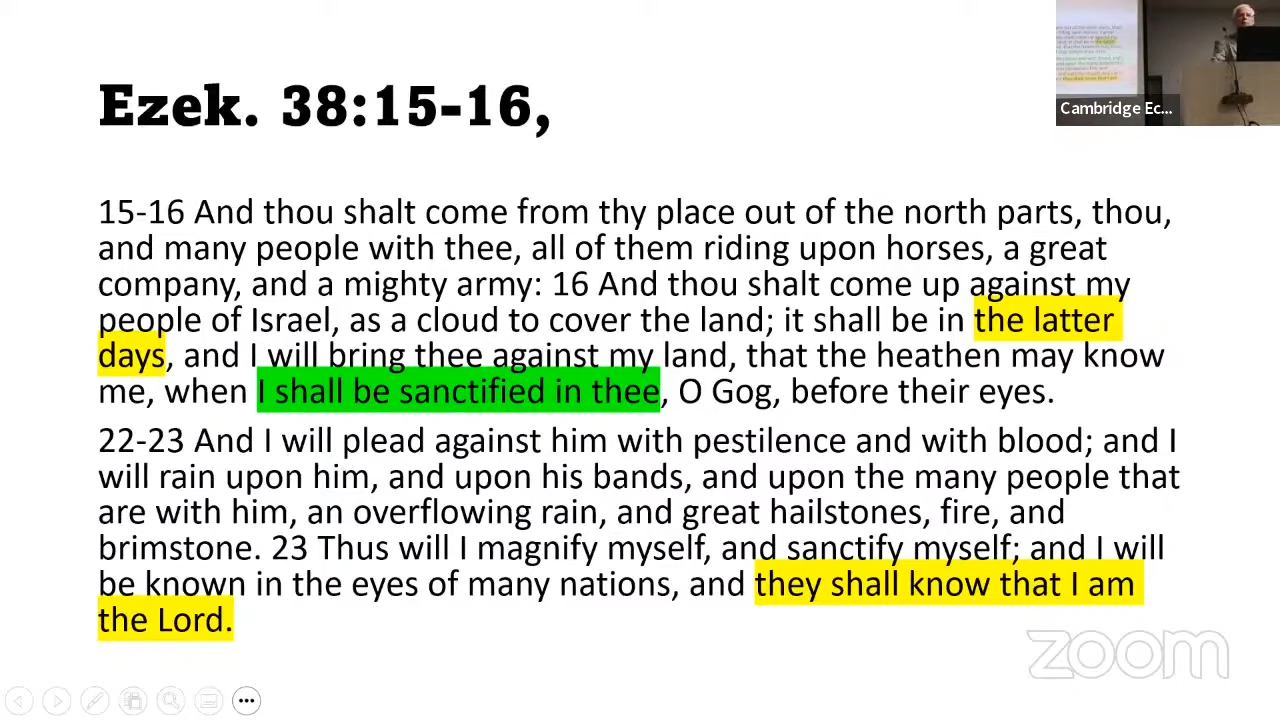 Ezek. 38:15-16,
Cambridge Ec...
15-16 And thou shalt come from thy place out of the north parts, thou,
and many people with thee, all of them riding upon horses, a great
company, and a mighty army: 16 And thou shalt come up against my
people of Israel, as a cloud to cover the land; it shall be in the latter
days, and I will bring thee against my land, that the heathen may know
me, when I shall be sanctified in thee, O Gog, before their eyes.
22-23 And I will plead against him with pestilence and with blood; and I
will rain upon him, and upon his bands, and upon the many people that
are with him, an overflowing rain, and great hailstones, fire, and
brimstone. 23 Thus will I magnify myself, and sanctify myself; and I will
be known in the eyes of many nations, and they shall know that I am
the Lord.
zoom